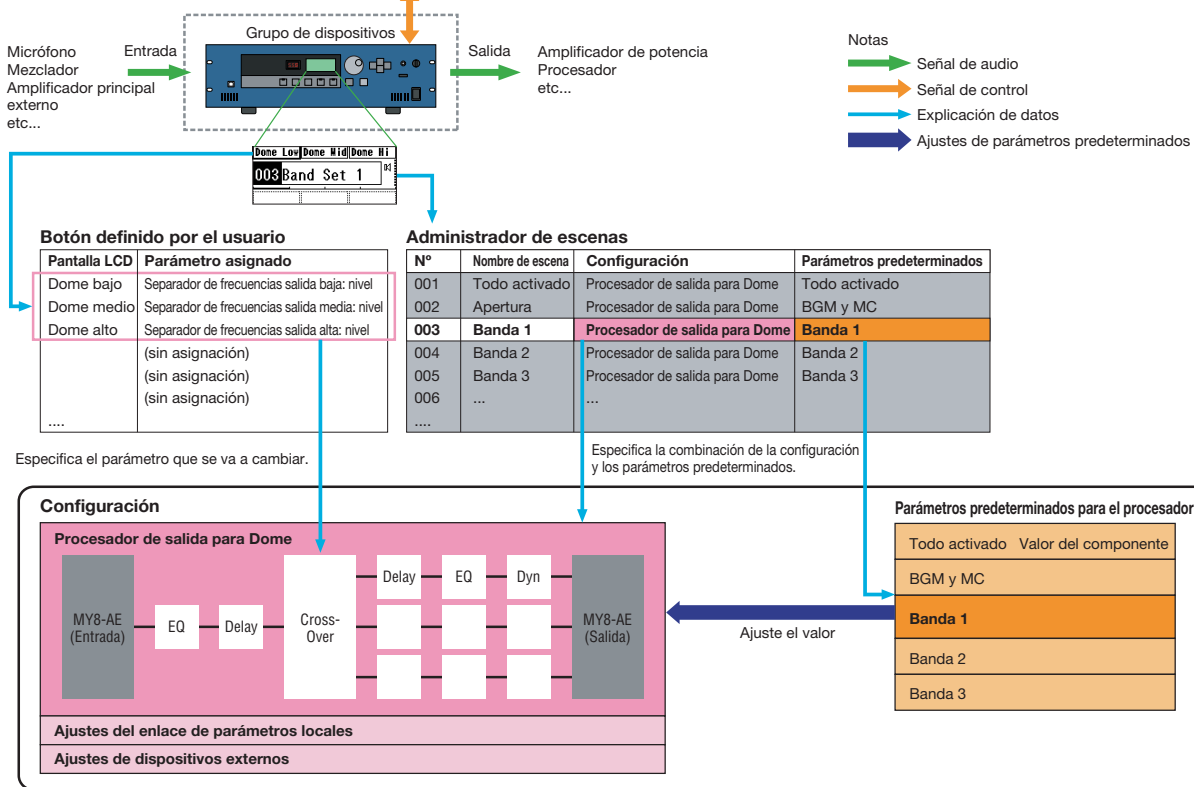 Grupo de dispositivos
Micrófono
Mezclador
Amplificador principal
externo
etc...
Entrada
Salida
Amplificador de potencia
Procesador
etc...
Notas
Señal de audio
Señal de control
Explicación de datos
Ajustes de parámetros predeterminados
Dome Low Dome Mid Dome Hi
003 Band Set 1
Botón definido por el usuario
Pantalla LCD Parámetro asignado
Dome bajo Separador de frecuencias salida baja: nivel
Dome medio Separador de frecuencias salida media: nivel
Dome alto Separador de frecuencias salida alta: nivel
(sin asignación)
(sin asignación)
(sin asignación)
....
Especifica el parámetro que se va a cambiar.
Administrador de escenas
Nº Nombre de escena Configuración Parámetros predeterminados
001 Todo activado Procesador de salida para Dome Todo activado
002 Apertura Procesador de salida para Dome BGM y MC
003 Banda 1 Procesador de salida para Dome Banda 1
004 Banda 2 Procesador de salida para Dome Banda 2
005 Banda 3 Procesador de salida para Dome Banda 3
006 ... ...
....
Especifica la combinación de la configuración
y los parámetros predeterminados.
Configuración
Procesador de salida para Dome
MY8-AE
(Entrada)
EQ
Delay
Cross-
Over
Delay
EQ
Dyn
MY8-AE
(Salida)
Ajustes del enlace de parámetros locales
Ajustes de dispositivos externos
Ajuste el valor
Parámetros predeterminados para el procesador
Todo activado Valor del componente
BGM y MC
Banda 1
Banda 2
Banda 3